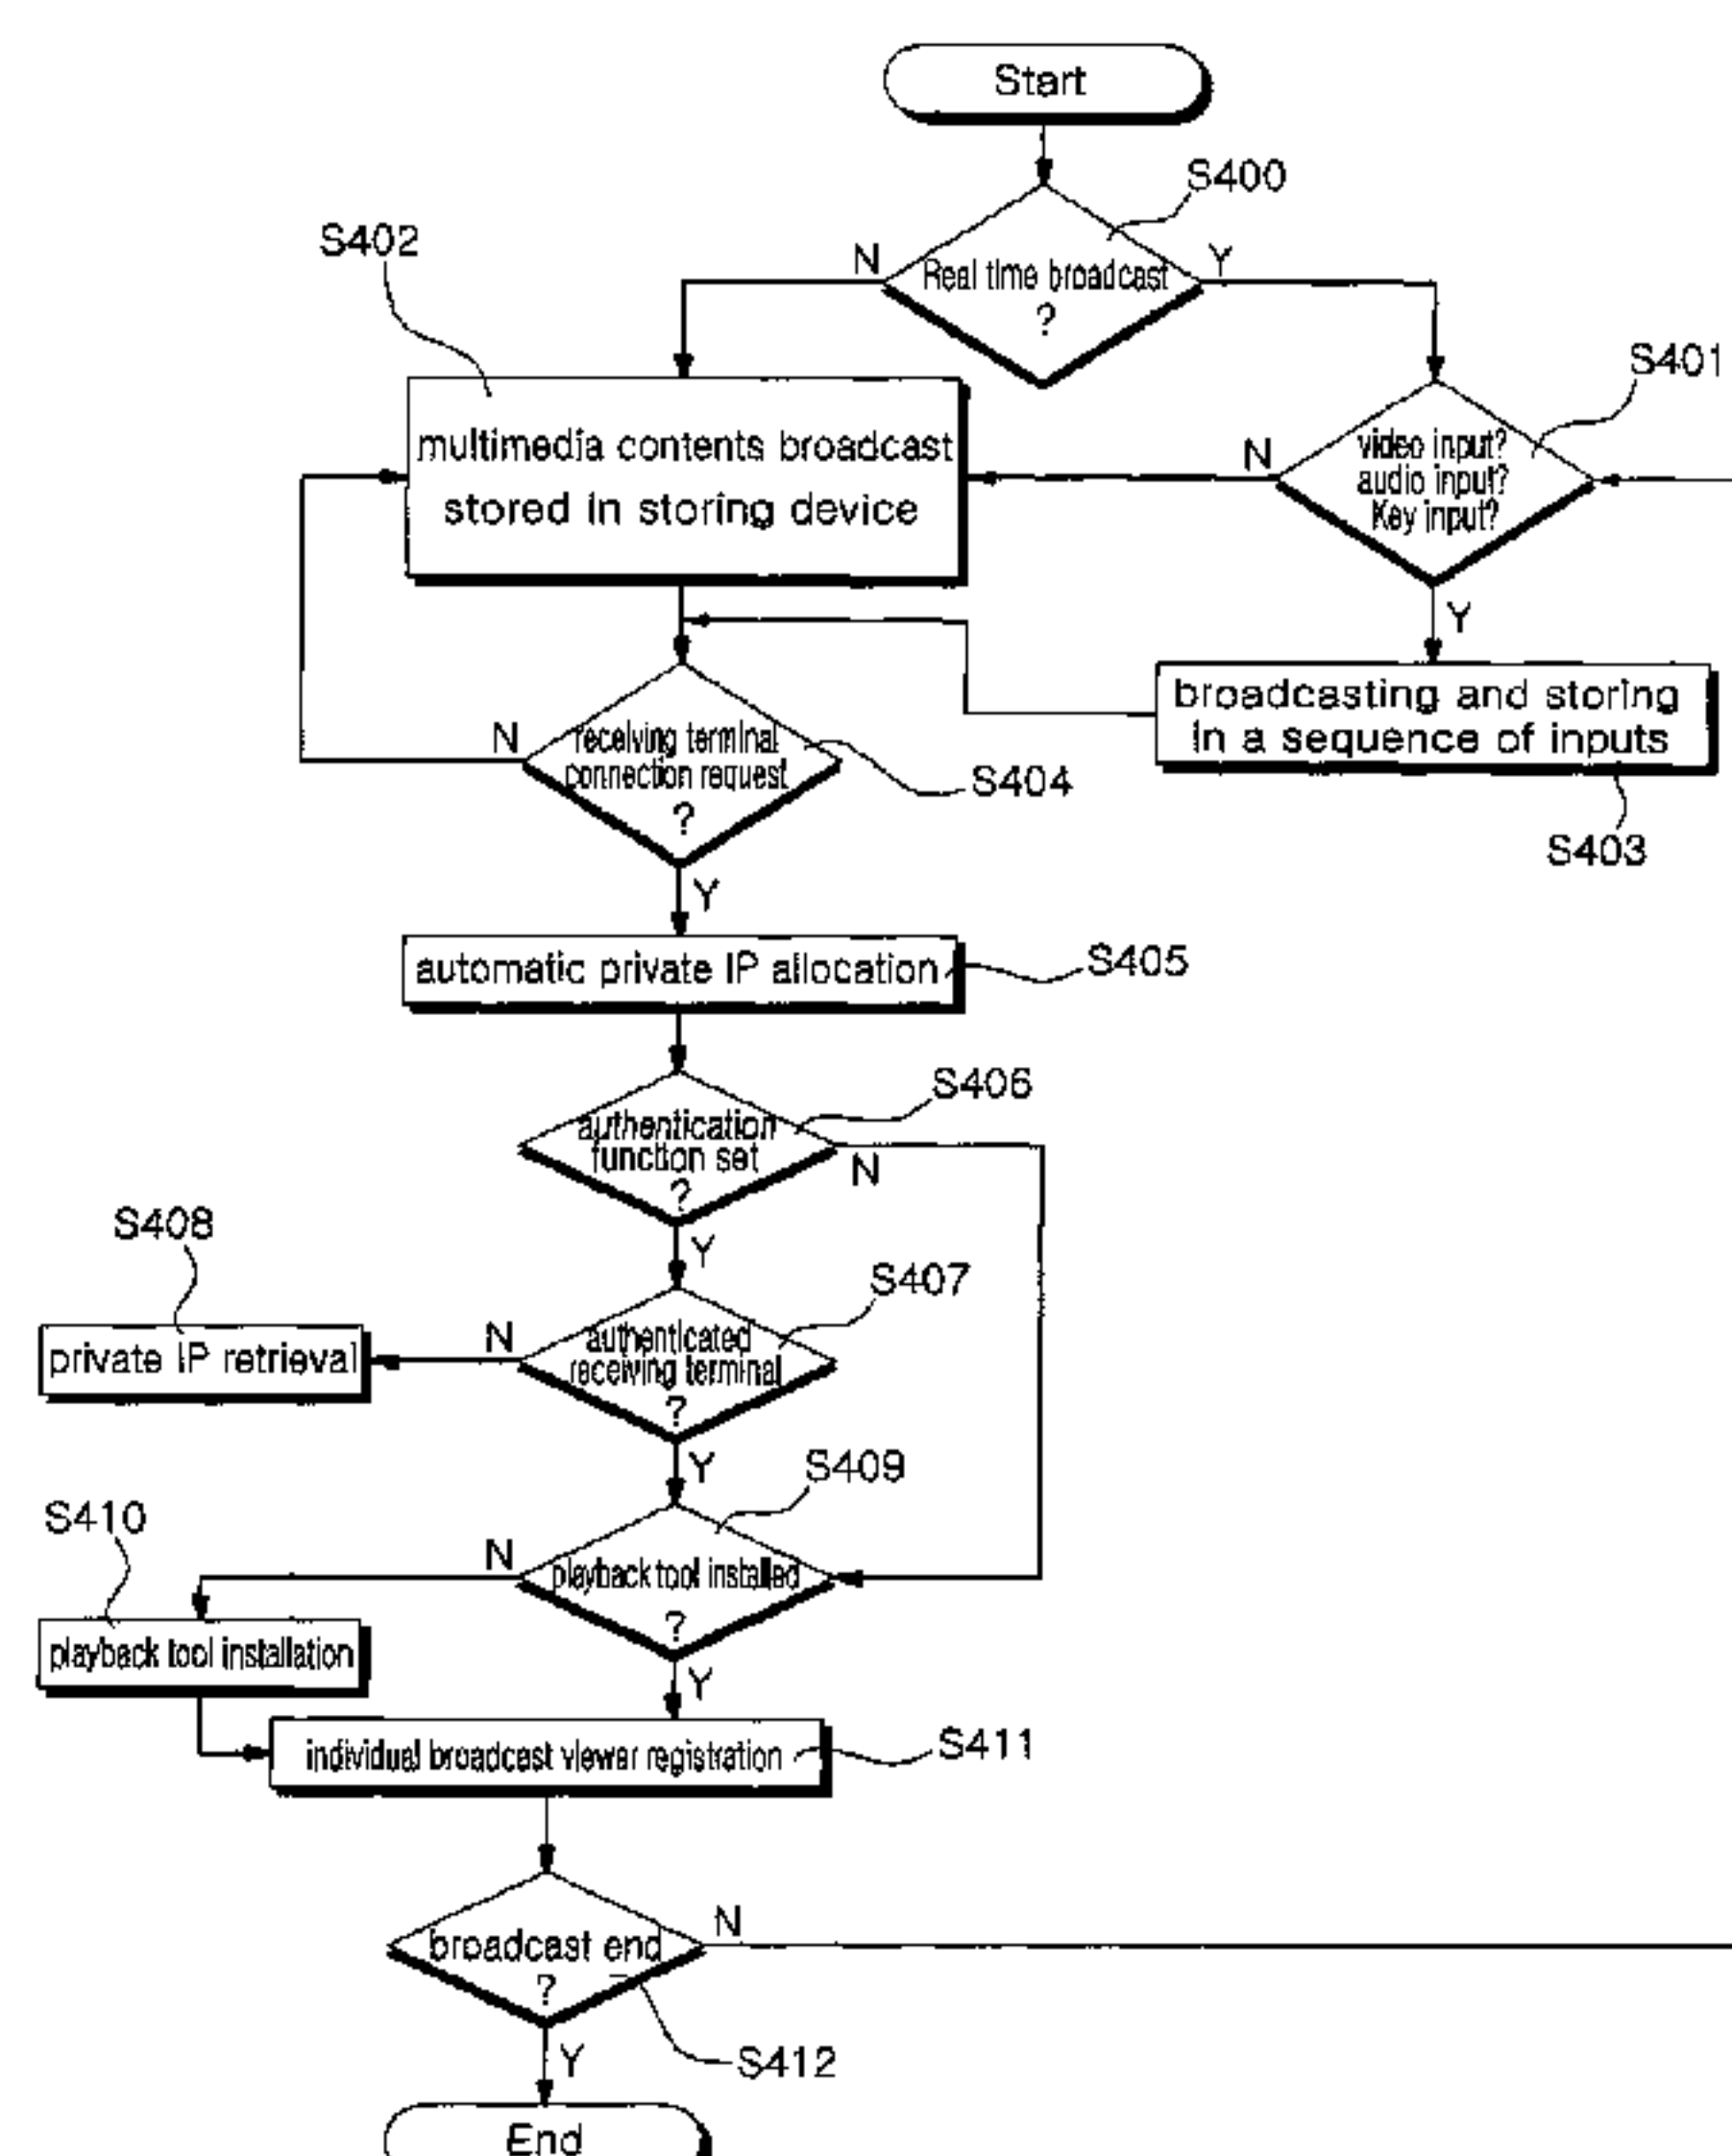 Start
S400
S402
N
Real time broadcast
?
Y
S401
multimedia contents broadcast
stored in storing device
N
video input?
audio input?
Key input?
Y
broadcasting and storing
in a sequence of inputs
S403
N
receiving terminal
connection request
?
S404
Y
automatic private IP allocation
S405
S406
authentication
function set
?
N
Y
S408
S407
private IP retrieval
N
authenticated
receiving terminal
?
Y
S409
S410
N
playback tool installed
?
playback tool installation
Y
individual broadcast viewer registration
S411
broadcast end
?
N
Y
S412
End